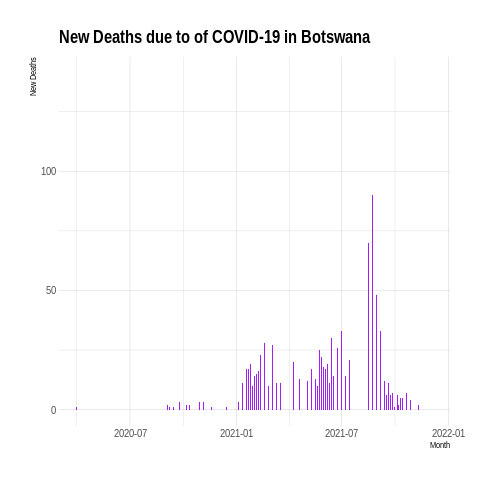 New Deaths due to of COVID-19 in Botswana
New Deaths
100
50
0
2020-07
2021-01
2021-07
2022-01
Month